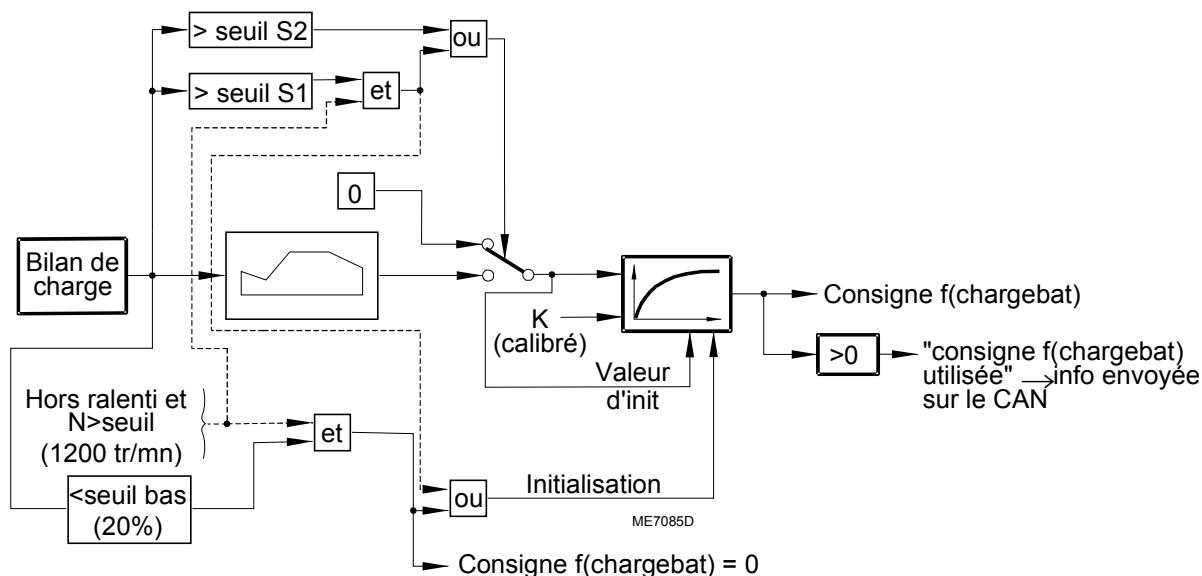 > seuil S2
ou
> seuil S1
et
0
Bilan de
charge
K
(calibré)
Consigne f(chargebat)
>0
"consigne f(chargebat)
utilisée" →info envoyée
sur le CAN
Valeur
d'init
Hors ralenti et
N>seuil
(1200 tr/mn)
et
<seuil bas
(20%)
ou
Initialisation
ME7085D
Consigne f(chargebat) = 0